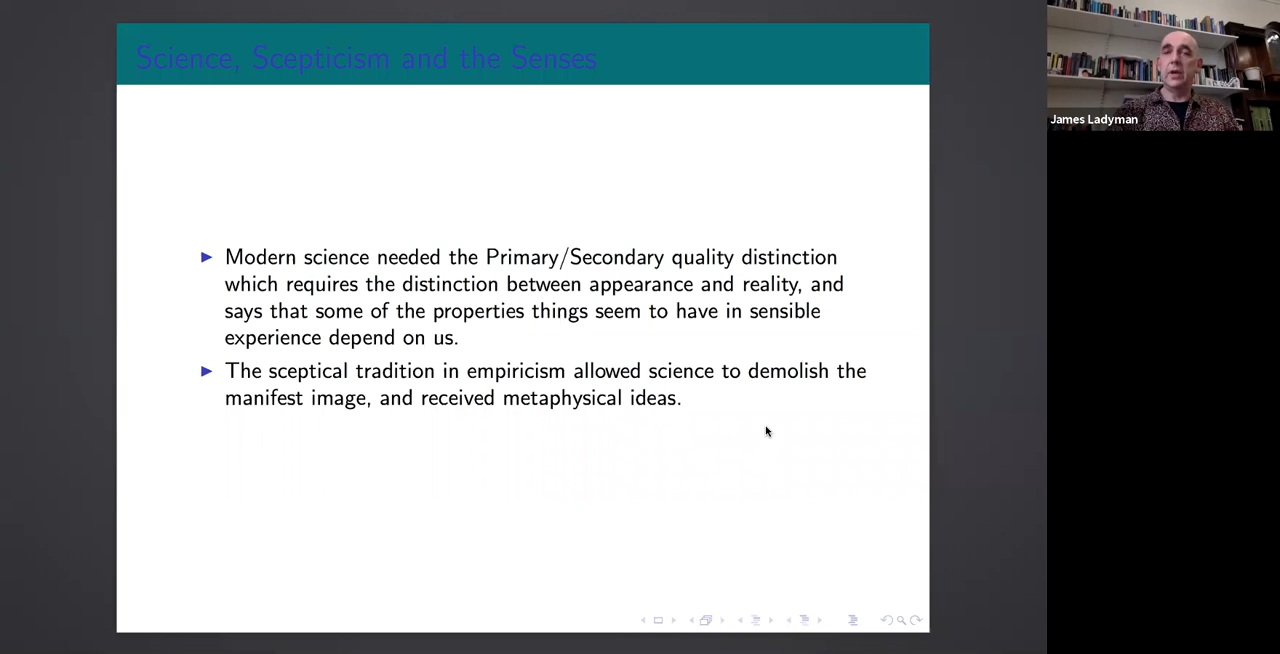 Science, Scepticism and the Senses
Modern science needed the Primary/Secondary quality distinction
which requires the distinction between appearance and reality, and
says that some of the properties things seem to have in sensible
experience depend on us.
The sceptical tradition in empiricism allowed science to demolish the
manifest image, and received metaphysical ideas.
James Ladyman